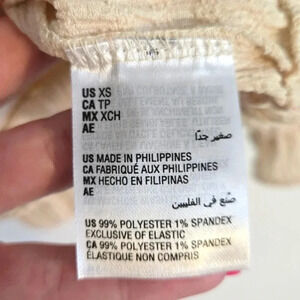 US XS
CA TP
MX XCH
AE
صغير جدًا
US MADE IN PHILIPPINES
CA FABRIQUÉ AUX PHILIPPINES
MX HECHO EN FILIPINAS
AE
صنع في الفلبين
US 99% POLYESTER 1% SPANDEX
EXCLUSIVE OF ELASTIC
CA 99% POLYESTER 1% SPANDEX
ÉLASTIQUE NON COMPRIS